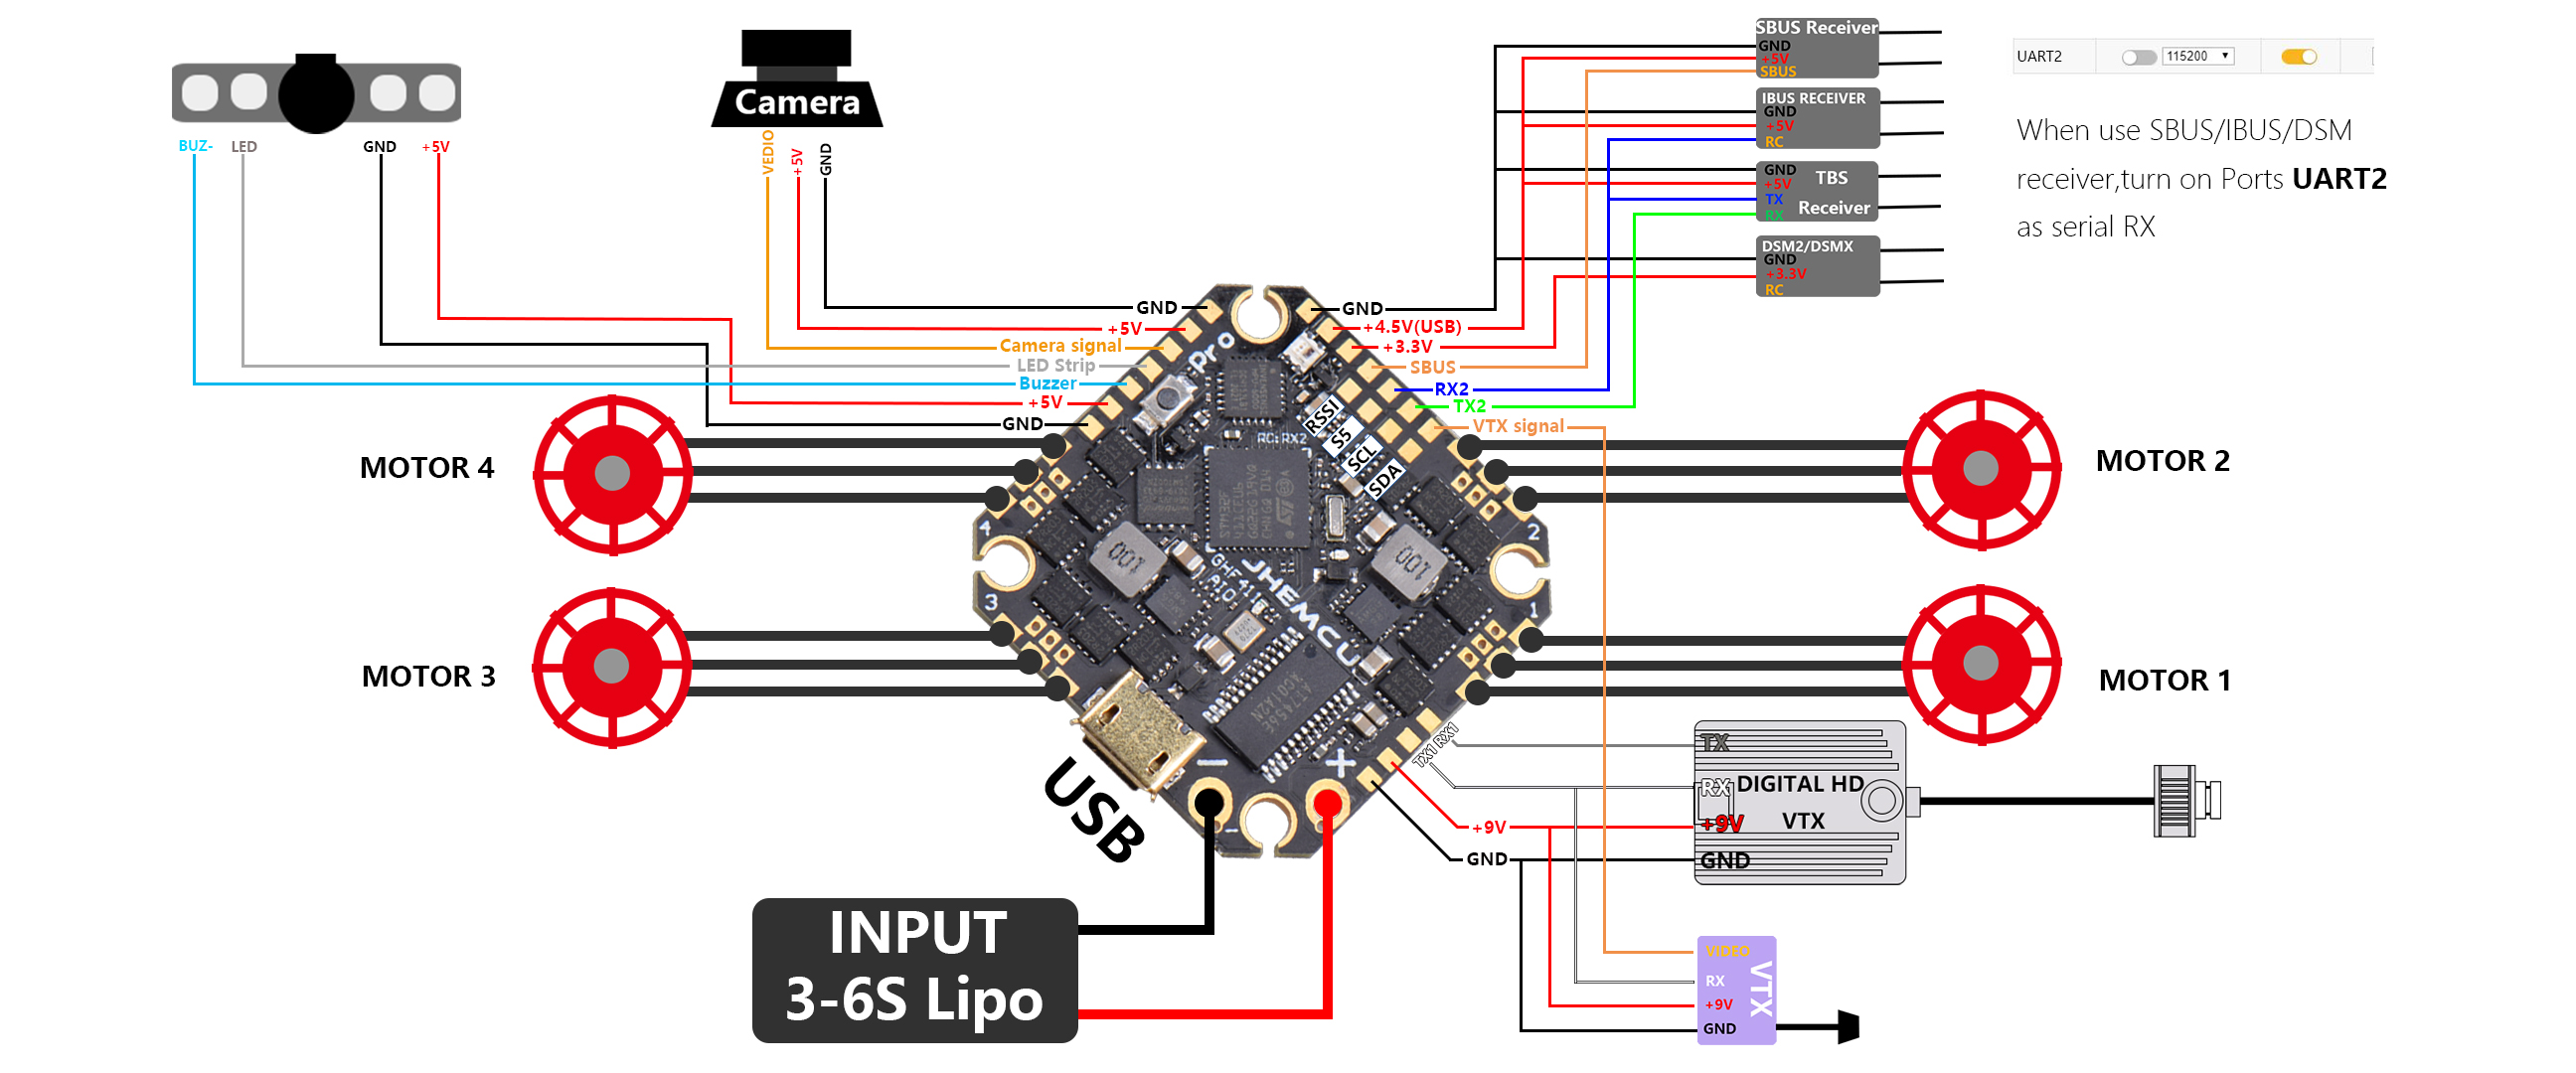 BUZ-
LED
GND
+5V
Camera
VEDIO
+5V
GND
SBUS Receiver
GND
+5V
SBUS
IBUS RECEIVER
GND
+5V
RC
GND
+5V
TBS
TX
RX
Receiver
DSM2/DSMX
GND
+3.3V
RC
UART2
115200
When use SBUS/IBUS/DSM
receiver,turn on Ports UART2
as serial RX
GND
+5V
Camera signal
LED Strip
Buzzer
+5V
GND
GND
+4.5V(USB)
+3.3V
SBUS
RX2
TX2
VTX signal
Pro
RC:RX2
RSSI
S5
SCL
SDA
MOTOR 4
MOTOR 2
4
2
100
100
JHEMCU
AIO
3
1
MOTOR 3
MOTOR 1
USB
TX1 RX1
+9V
GND
TX
RX
DIGITAL HD
+9V
VTX
GND
INPUT
3-6S Lipo
VIDEO
RX
+9V
GND
VTX